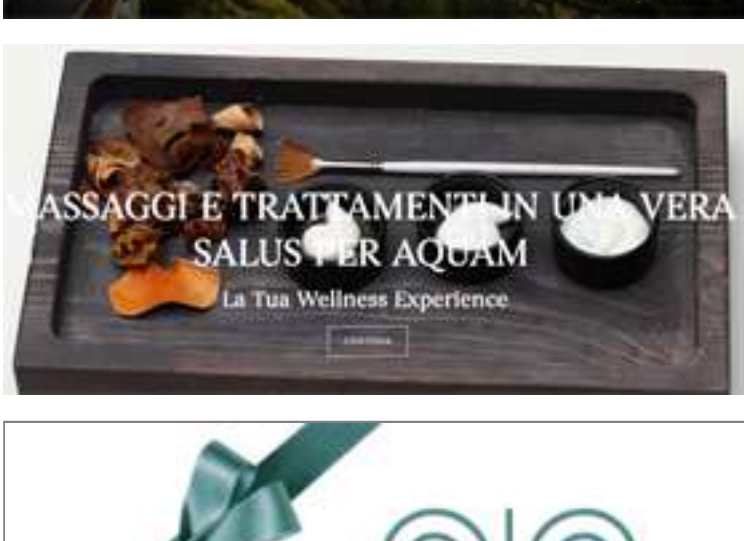 MASSAGGI E TRATTAMENTI IN UNA VERA
SALUS PER AQUAM
La Tua Wellness Experience